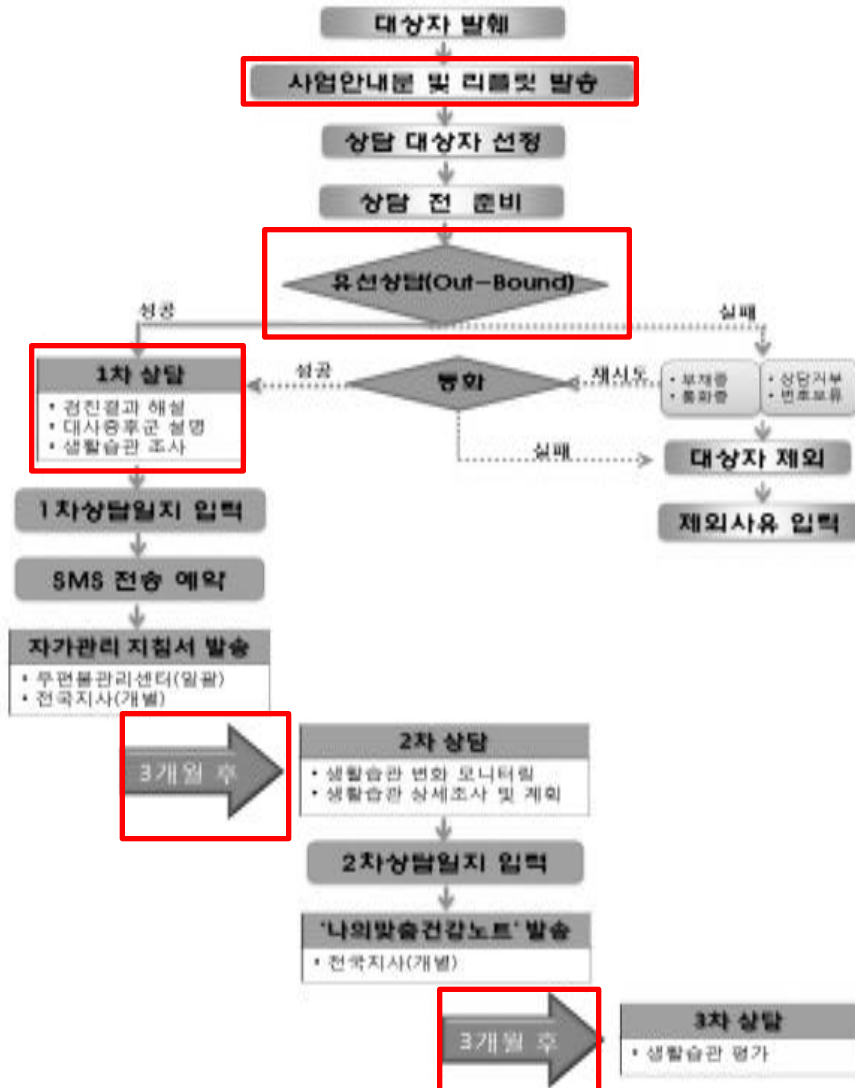 대상자 발췌
사업안내문 및 리플릿 발송
상담 대상자 선정
상담 전 준비
유선상담(Out-Bound)
성공
실패
1차 상담
• 검진결과 해설
• 대사증후군 설명
• 생활습관 조사
성공
통화
재시도
• 부재중
• 통화중
• 상담거부
• 번호오류
실패
대상자 제외
제외사유 입력
1차상담일지 입력
SMS 전송 예약
자가관리 지침서 발송
• 우편물관리센터(일괄)
• 전국지사(개별)
3개월 후
2차 상담
• 생활습관 변화 모니터링
• 생활습관 상세조사 및 계획
2차상담일지 입력
'나의맞춤건강노트' 발송
• 전국지사(개별)
3개월 후
3차 상담
• 생활습관 평가